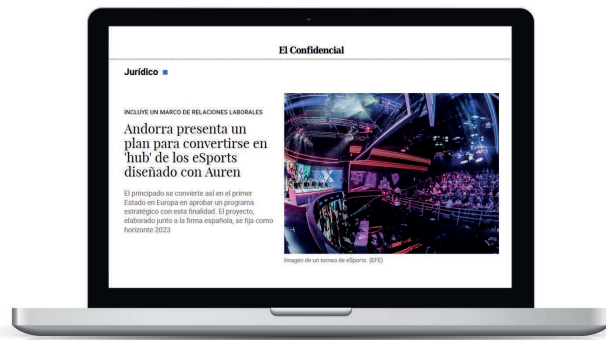 El Confidencial
Jurídico
INCLUYE UN MARCO DE RELACIONES LABORALES
Andorra presenta un
plan para convertirse en
'hub' de los eSports
diseñado con Auren
El principado se convierte así en el primer
Estado en Europa en aprobar un programa
estratégico con esta finalidad. El proyecto,
elaborado junto a la firma española, se fija como
horizonte 2023
Imagen de un torneo de eSports. (EFE)